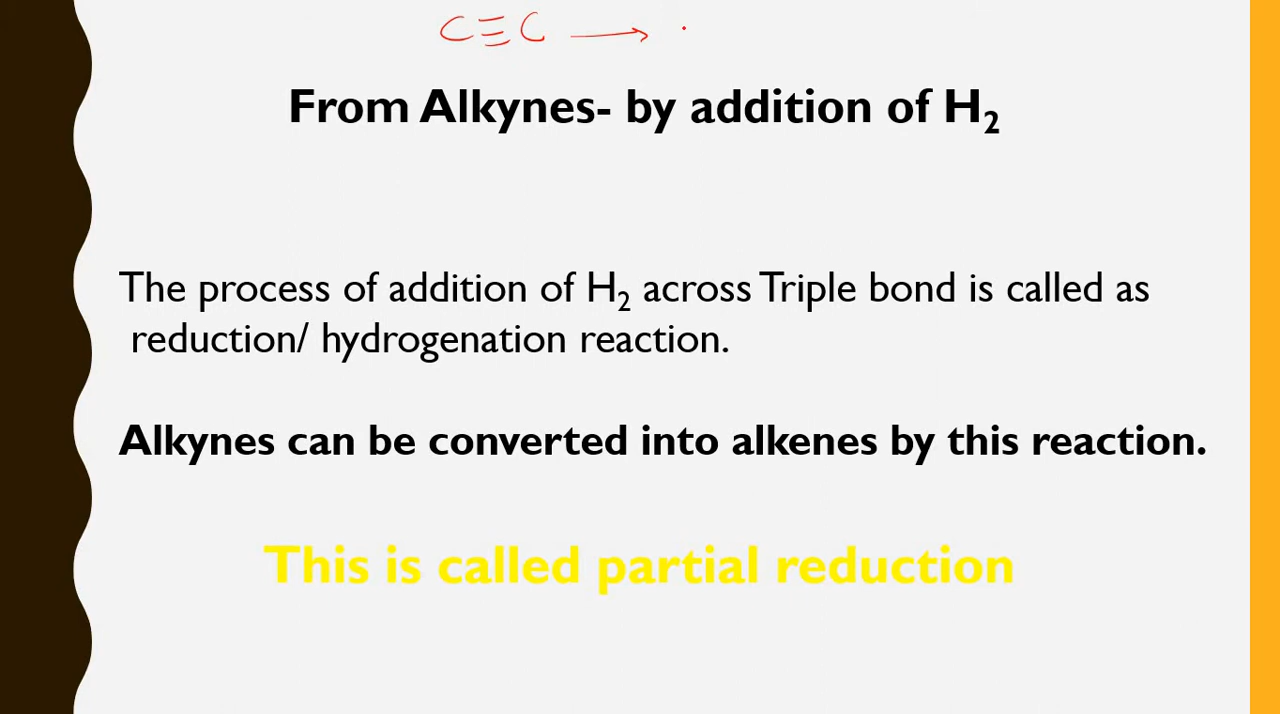 C≡C →
From Alkynes- by addition of H₂
The process of addition of H₂ across Triple bond is called as
reduction/ hydrogenation reaction.
Alkynes can be converted into alkenes by this reaction.
This is called partial reduction